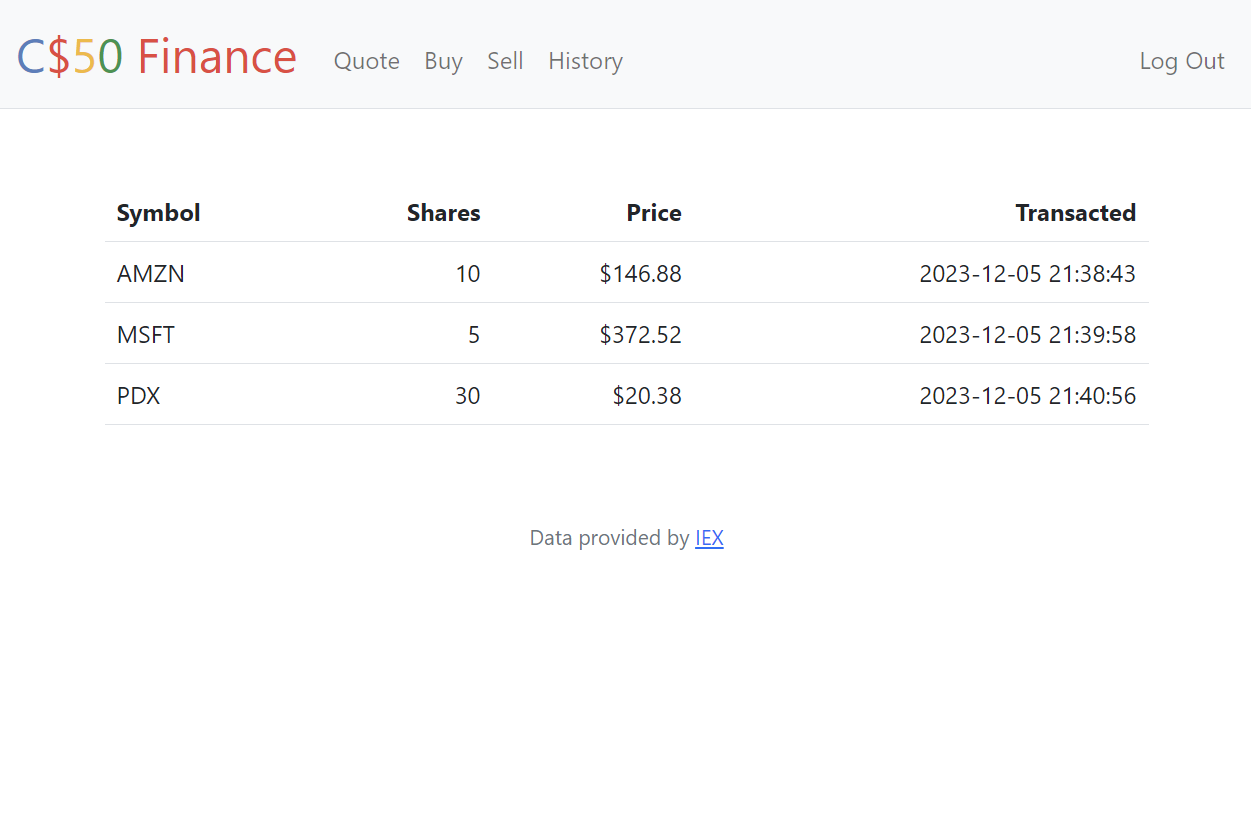 C$50 Finance Quote Buy Sell History Log Out
Symbol Shares Price Transacted
AMZN 10 $146.88 2023-12-05 21:38:43
MSFT 5 $372.52 2023-12-05 21:39:58
PDX 30 $20.38 2023-12-05 21:40:56
Data provided by IEX